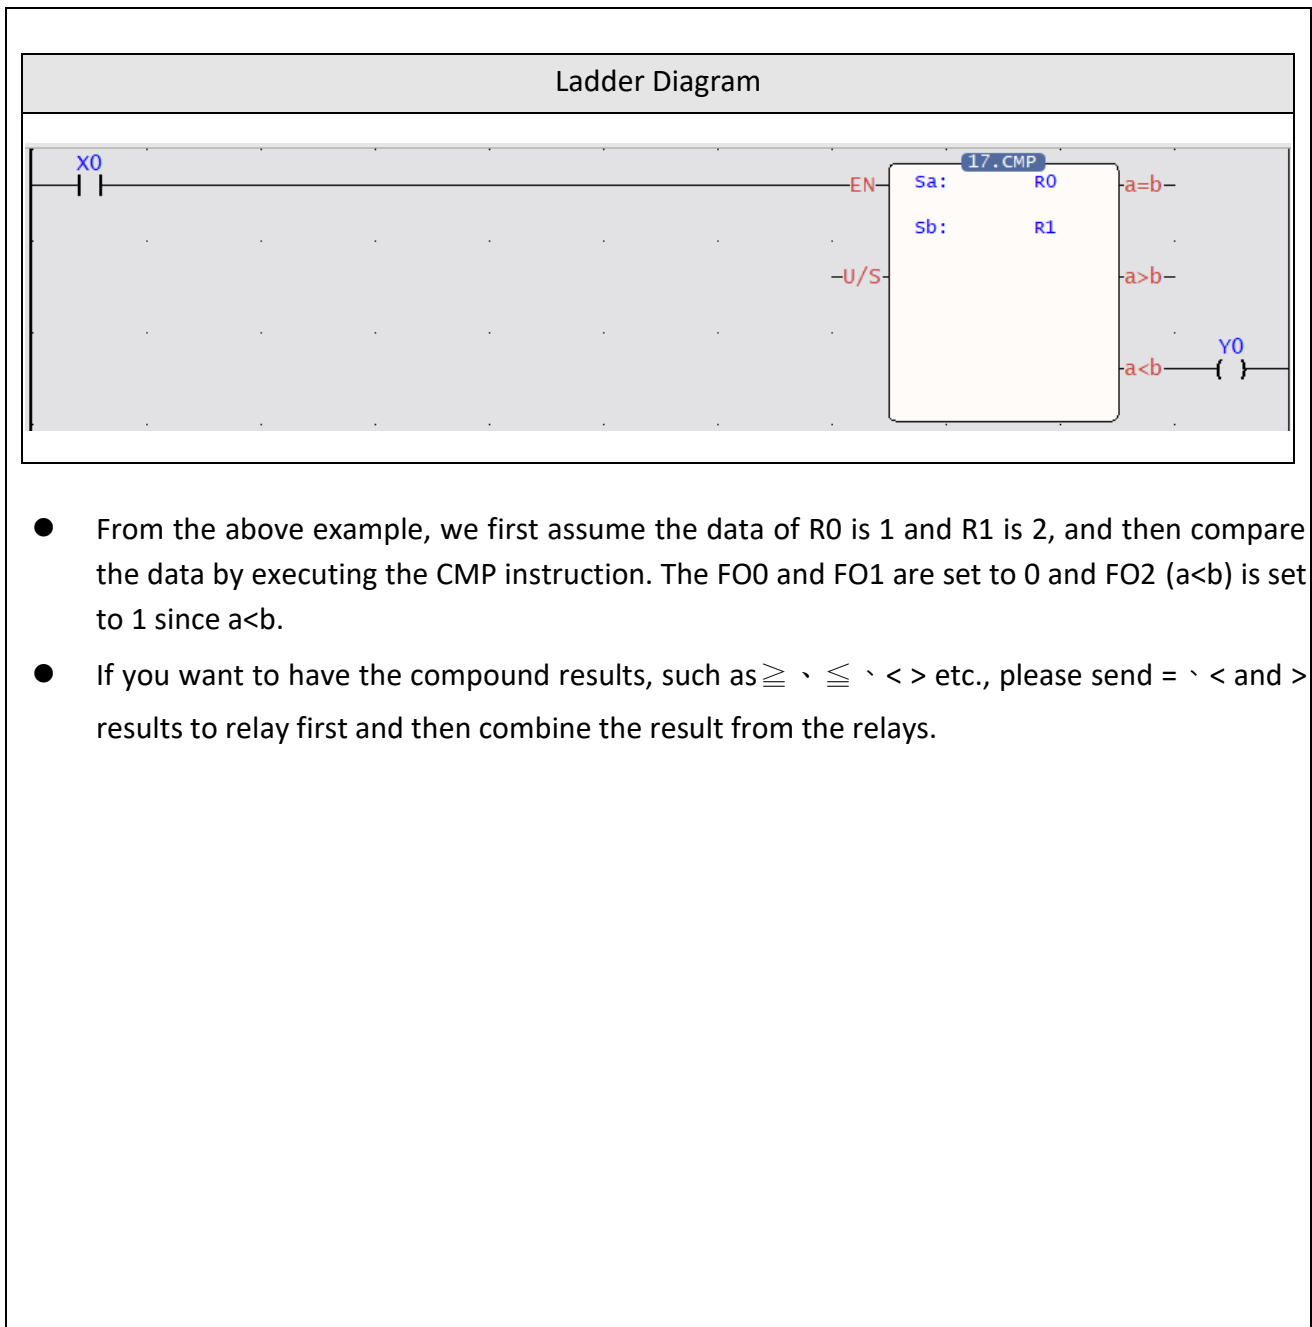 Ladder Diagram
X0
17.CMP
EN Sa: R0 a=b
Sb: R1
U/S a>b
Y0
a<b ( )
● From the above example, we first assume the data of R0 is 1 and R1 is 2, and then compare
the data by executing the CMP instruction. The FO0 and FO1 are set to 0 and FO2 (a<b) is set
to 1 since a<b.
● If you want to have the compound results, such as≧、≦、< > etc., please send =、< and >
results to relay first and then combine the result from the relays.